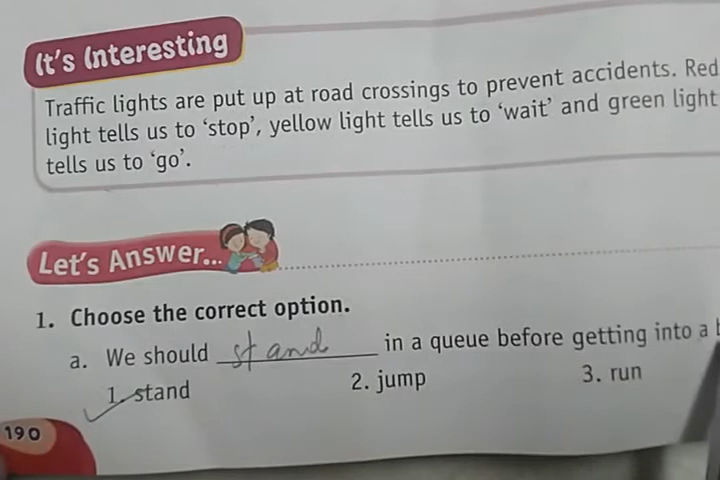 It's Interesting
Traffic lights are put up at road crossings to prevent accidents. Red
light tells us to ‘stop’, yellow light tells us to ‘wait’ and green light
tells us to ‘go’.
Let's Answer...
1. Choose the correct option.
a. We should stand in a queue before getting into a
1. stand 2. jump 3. run
190